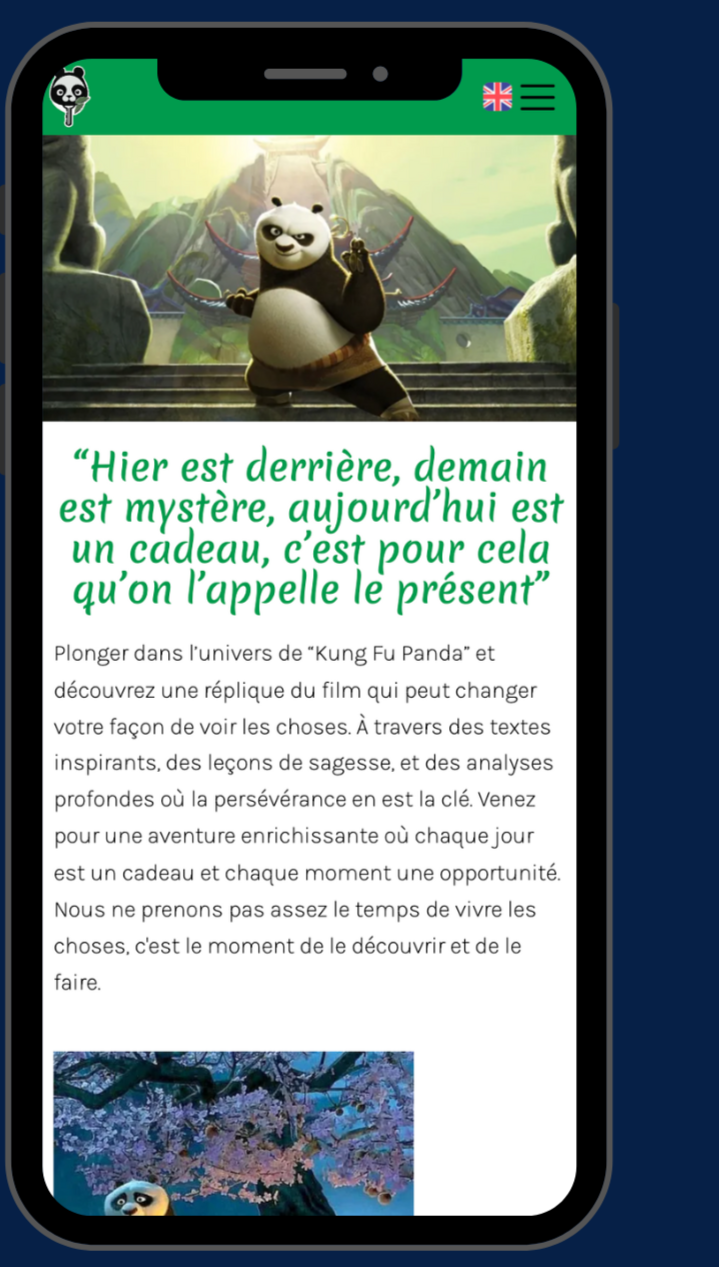 “Hier est derrière, demain
est mystère, aujourd’hui est
un cadeau, c’est pour cela
qu’on l’appelle le présent”
Plonger dans l’univers de “Kung Fu Panda” et
découvrez une réplique du film qui peut changer
votre façon de voir les choses. À travers des textes
inspirants, des leçons de sagesse, et des analyses
profondes où la persévérance en est la clé. Venez
pour une aventure enrichissante où chaque jour
est un cadeau et chaque moment une opportunité.
Nous ne prenons pas assez le temps de vivre les
choses, c'est le moment de le découvrir et de le
faire.